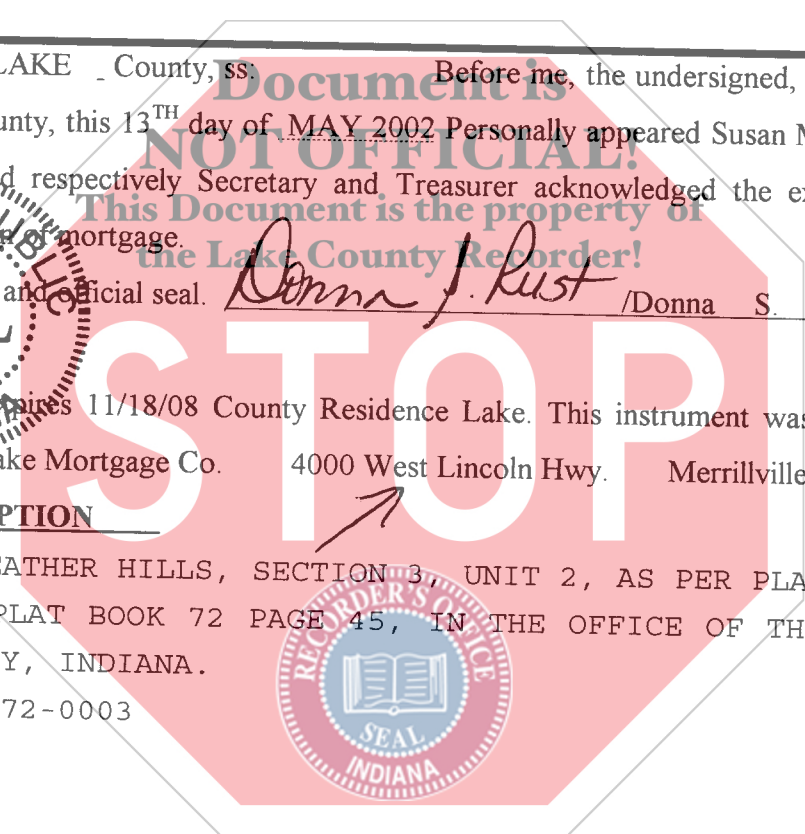 LAKE _ County, ss: Before me, the undersigned,
unty, this 13TH day of MAY 2002 Personally appeared Susan M
d respectively Secretary and Treasurer acknowledged the ex
n of mortgage.
and official seal. Donna S. Rust /Donna S.
pires 11/18/08 County Residence Lake. This instrument was
ake Mortgage Co. 4000 West Lincoln Hwy. Merrillville
PTION
EATHER HILLS, SECTION 3, UNIT 2, AS PER PLA
PLAT BOOK 72 PAGE 45, IN THE OFFICE OF TH
Y, INDIANA.
72-0003
Document is
NOT OFFICIAL!
This Document is the property of
the Lake County Recorder!
STOP
RECORDER'S OFFICE
SEAL
INDIANA
UBLIC